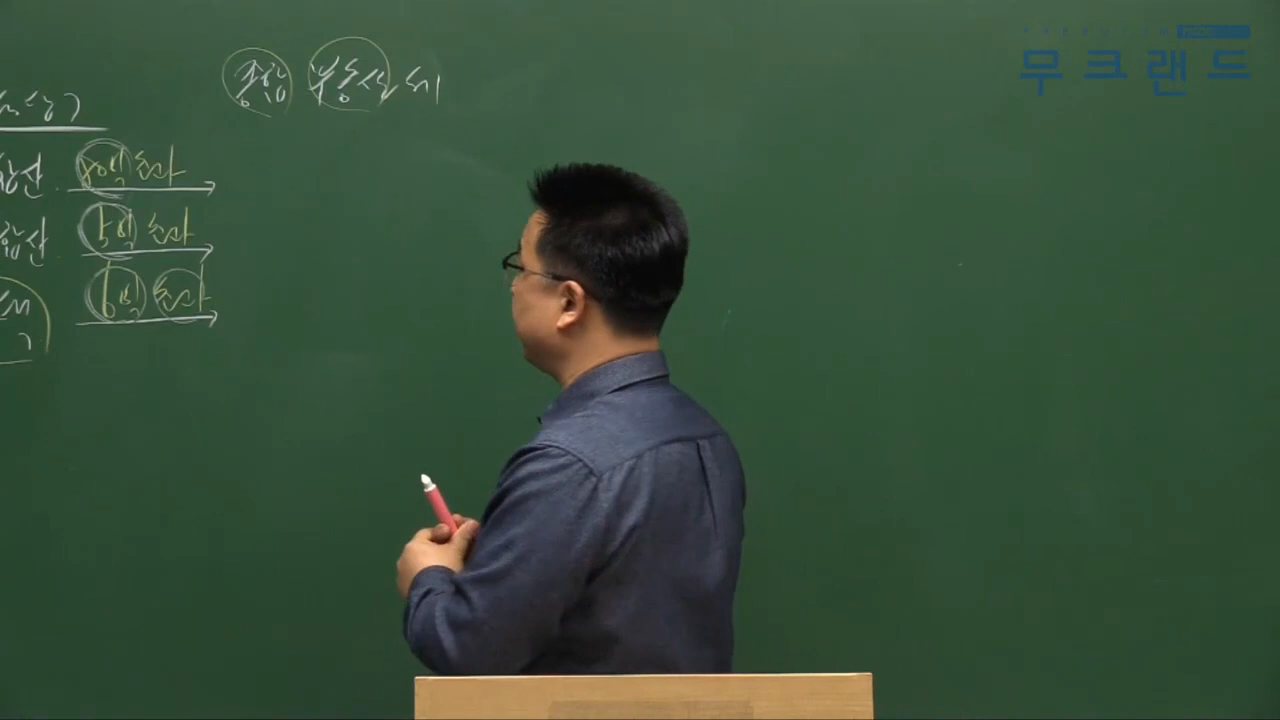 종합 부동산세
합산 80억 초과
합산 5억 초과
6억 초과
무크랜드